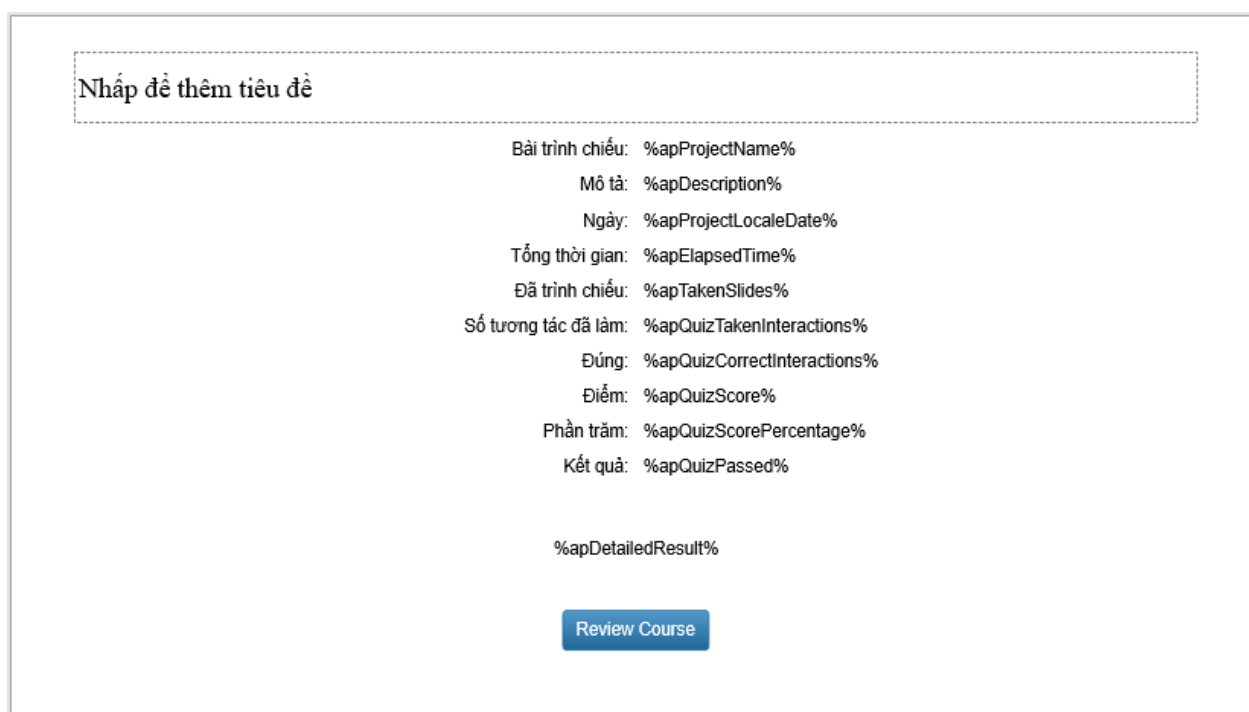 Nhấp để thêm tiêu đề
Bài trình chiếu: %apProjectName%
Mô tả: %apDescription%
Ngày: %apProjectLocaleDate%
Tổng thời gian: %apElapsedTime%
Đã trình chiếu: %apTakenSlides%
Số tương tác đã làm: %apQuizTakenInteractions%
Đúng: %apQuizCorrectInteractions%
Điểm: %apQuizScore%
Phần trăm: %apQuizScorePercentage%
Kết quả: %apQuizPassed%
%apDetailedResult%
Review Course